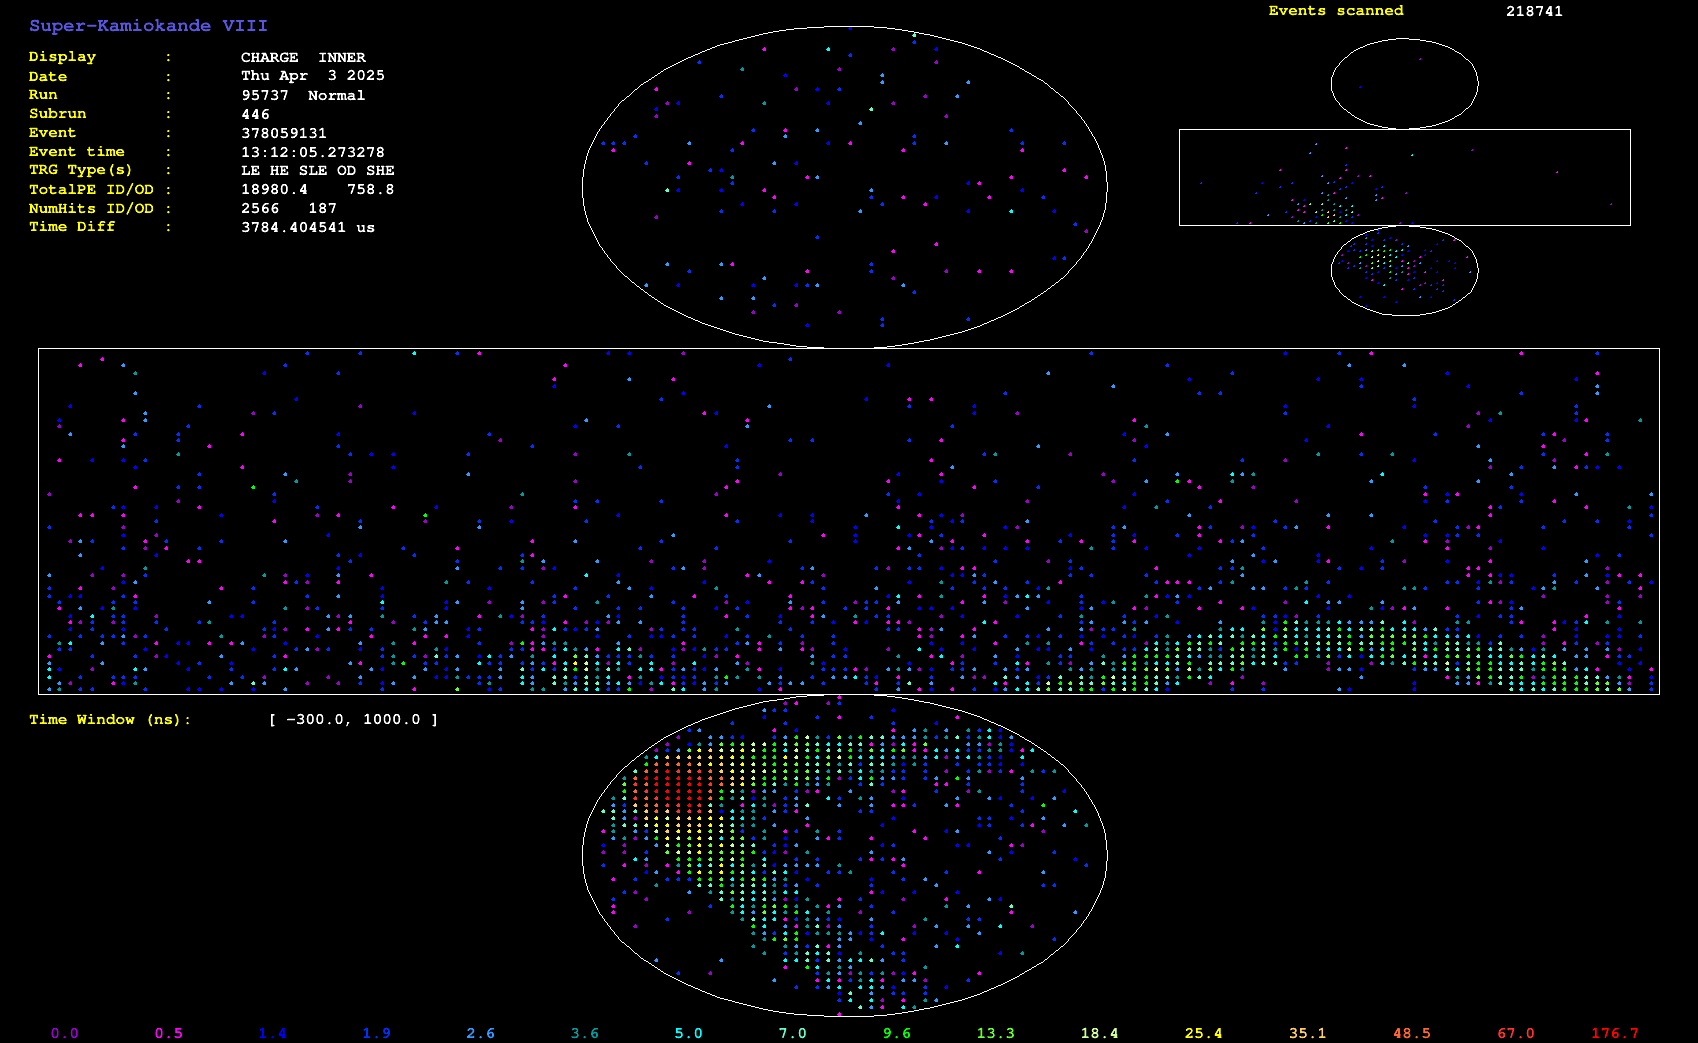 Super-Kamiokande VIII
Events scanned 218741
Display : CHARGE INNER
Date : Thu Apr 3 2025
Run : 95737 Normal
Subrun : 446
Event : 378059131
Event time : 13:12:05.273278
TRG Type(s) : LE HE SLE OD SHE
TotalPE ID/OD : 18980.4 758.8
NumHits ID/OD : 2566 187
Time Diff : 3784.404541 us
Time Window (ns): [ -300.0, 1000.0 ]
0.0 0.5 1.4 1.9 2.6 3.6 5.0 7.0 9.6 13.3 18.4 25.4 35.1 48.5 67.0 176.7